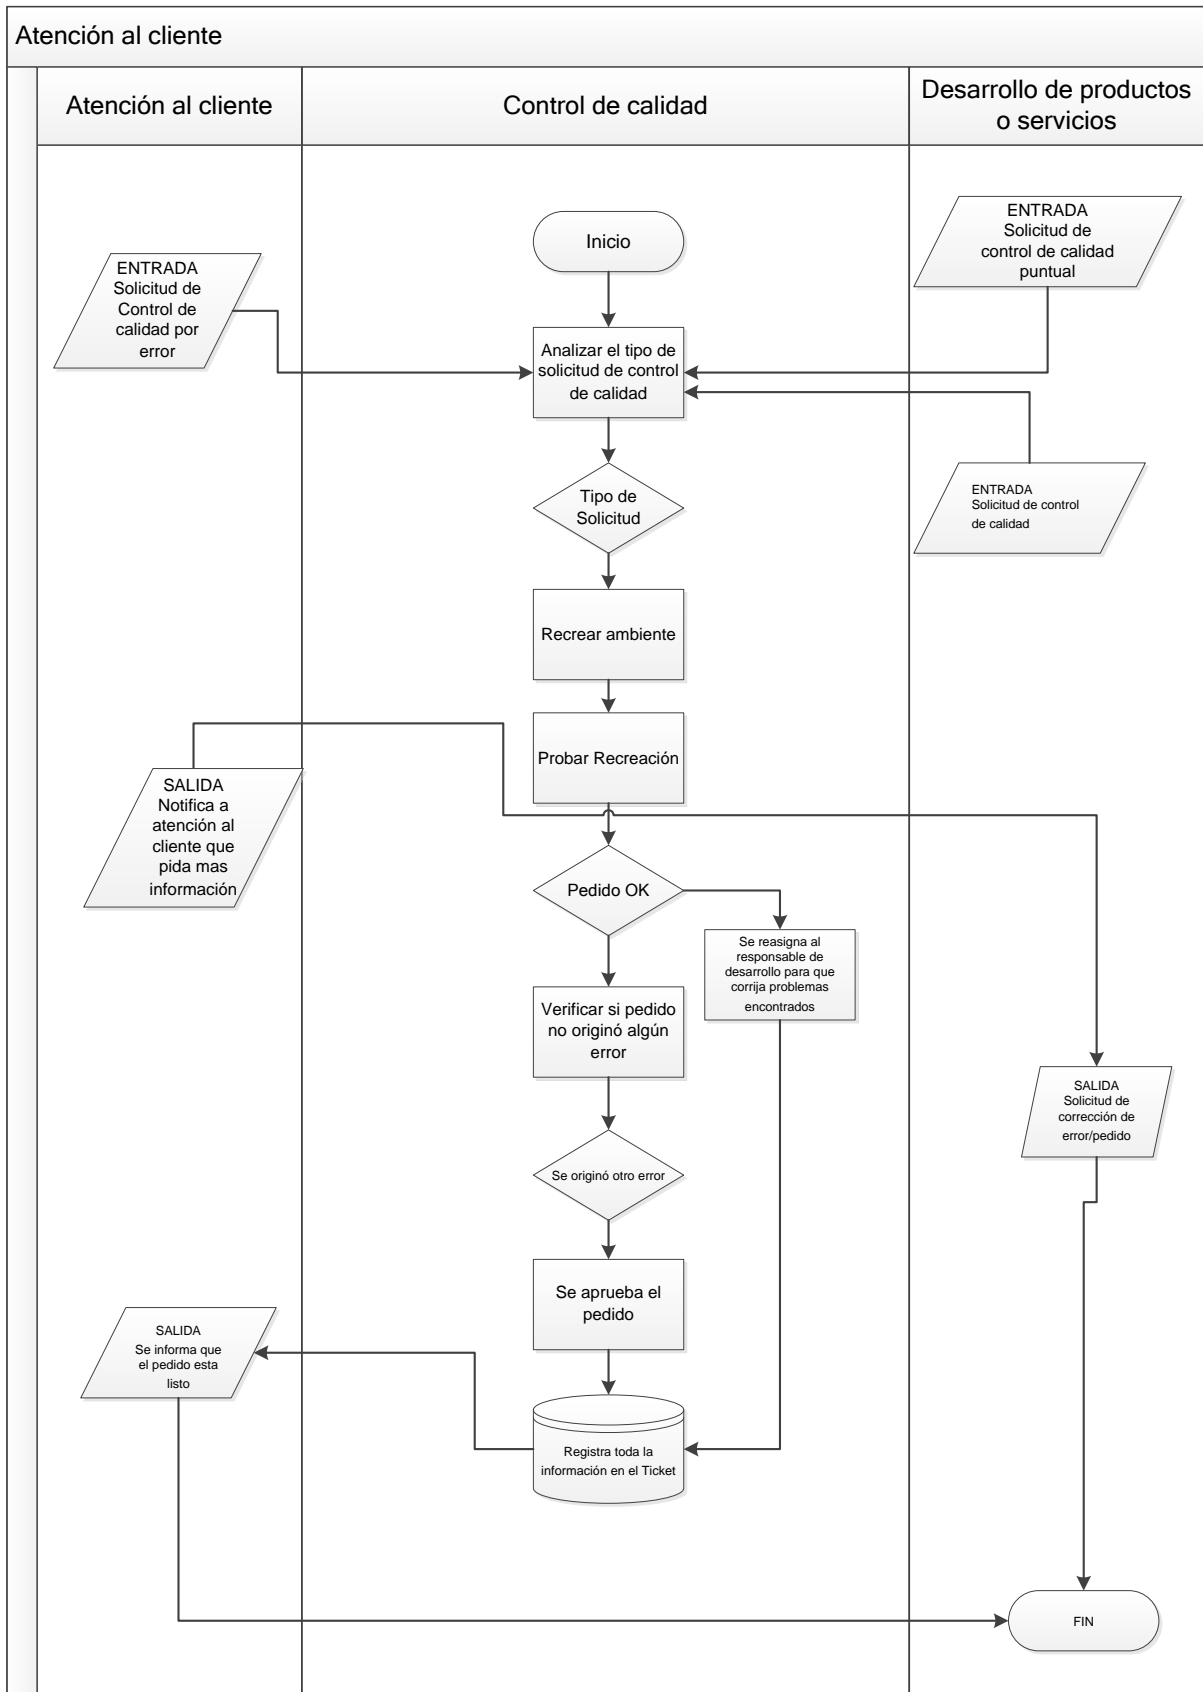 Atención al cliente
Atención al cliente
Control de calidad
Desarrollo de productos
o servicios
ENTRADA
Solicitud de
control de calidad
puntual
Inicio
ENTRADA
Solicitud de
Control de
calidad por
error
Analizar el tipo de
solicitud de control
de calidad
ENTRADA
Solicitud de control
de calidad
Tipo de
Solicitud
Recrear ambiente
Probar Recreación
SALIDA
Notifica a
atención al
cliente que
pida mas
información
Pedido OK
Se reasigna al
responsable de
desarrollo para que
corrija problemas
encontrados
Verificar si pedido
no originó algún
error
SALIDA
Solicitud de
corrección de
error/pedido
Se originó otro error
Se aprueba el
pedido
SALIDA
Se informa que
el pedido esta
listo
Registra toda la
información en el Ticket
FIN